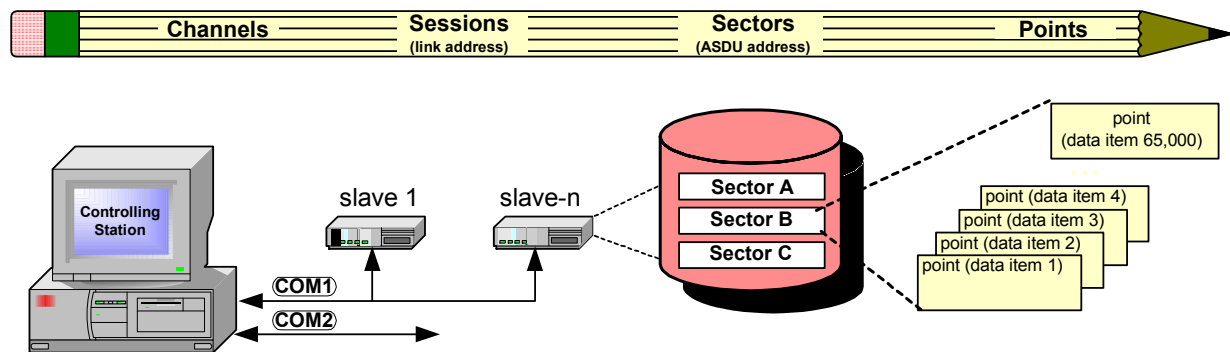 Channels
Sessions
(link address)
Sectors
(ASDU address)
Points
Controlling
Station
slave 1
slave-n
COM1
COM2
Sector A
Sector B
Sector C
point
(data item 65,000)
. . .
point (data item 4)
point (data item 3)
point (data item 2)
point (data item 1)